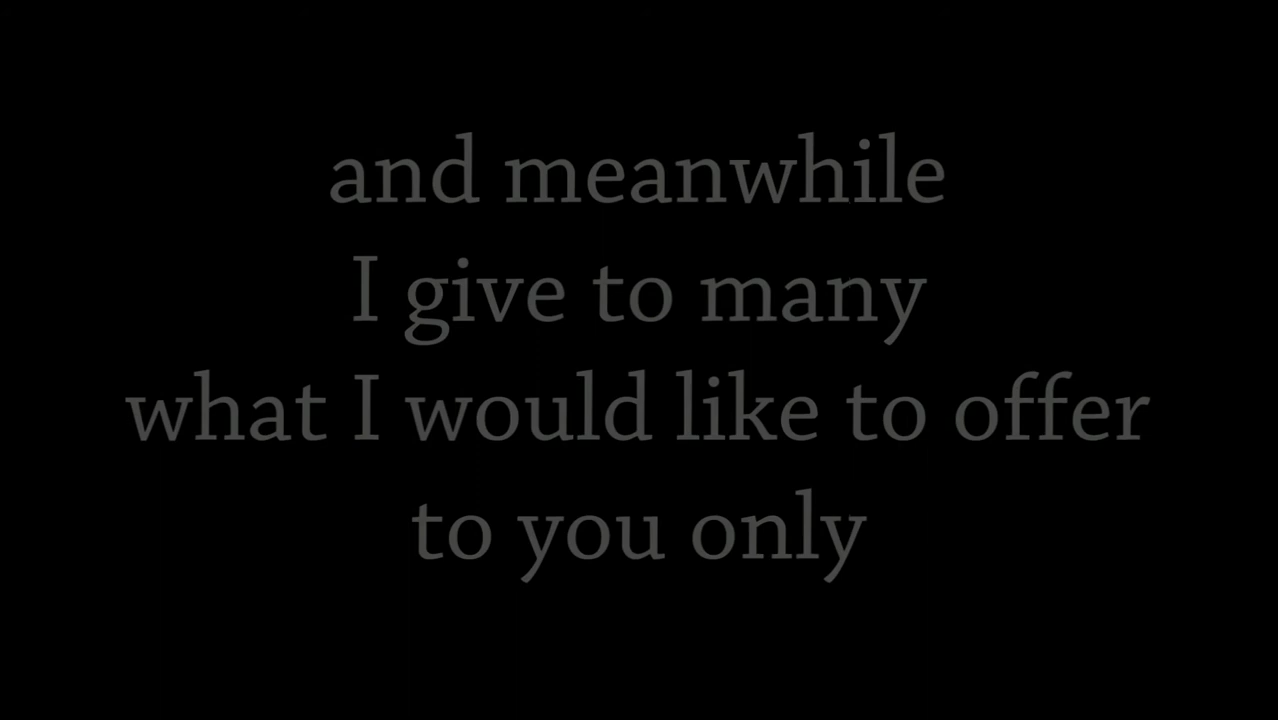 and meanwhile
I give to many
what I would like to offer
to you only